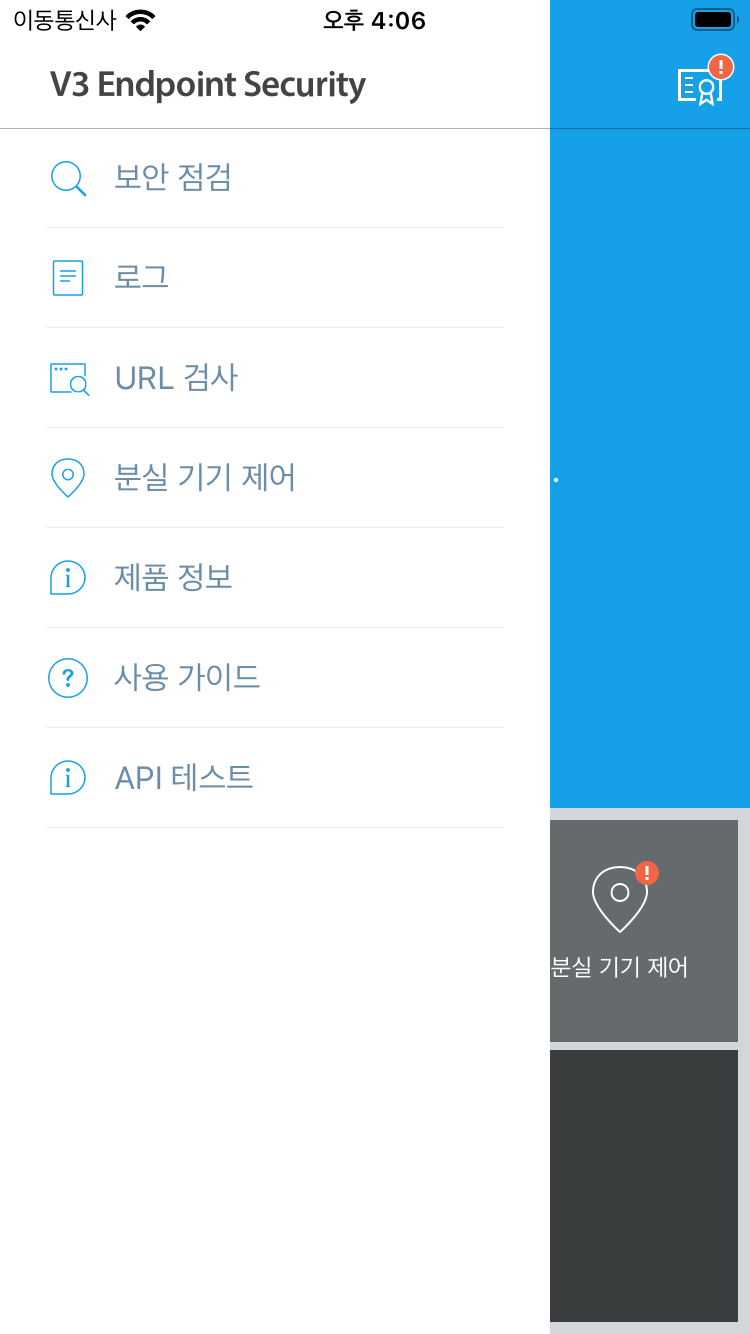 이동통신사 오후 4:06
V3 Endpoint Security
보안 점검
로그
URL 검사
분실 기기 제어
제품 정보
사용 가이드
API 테스트
.
분실 기기 제어